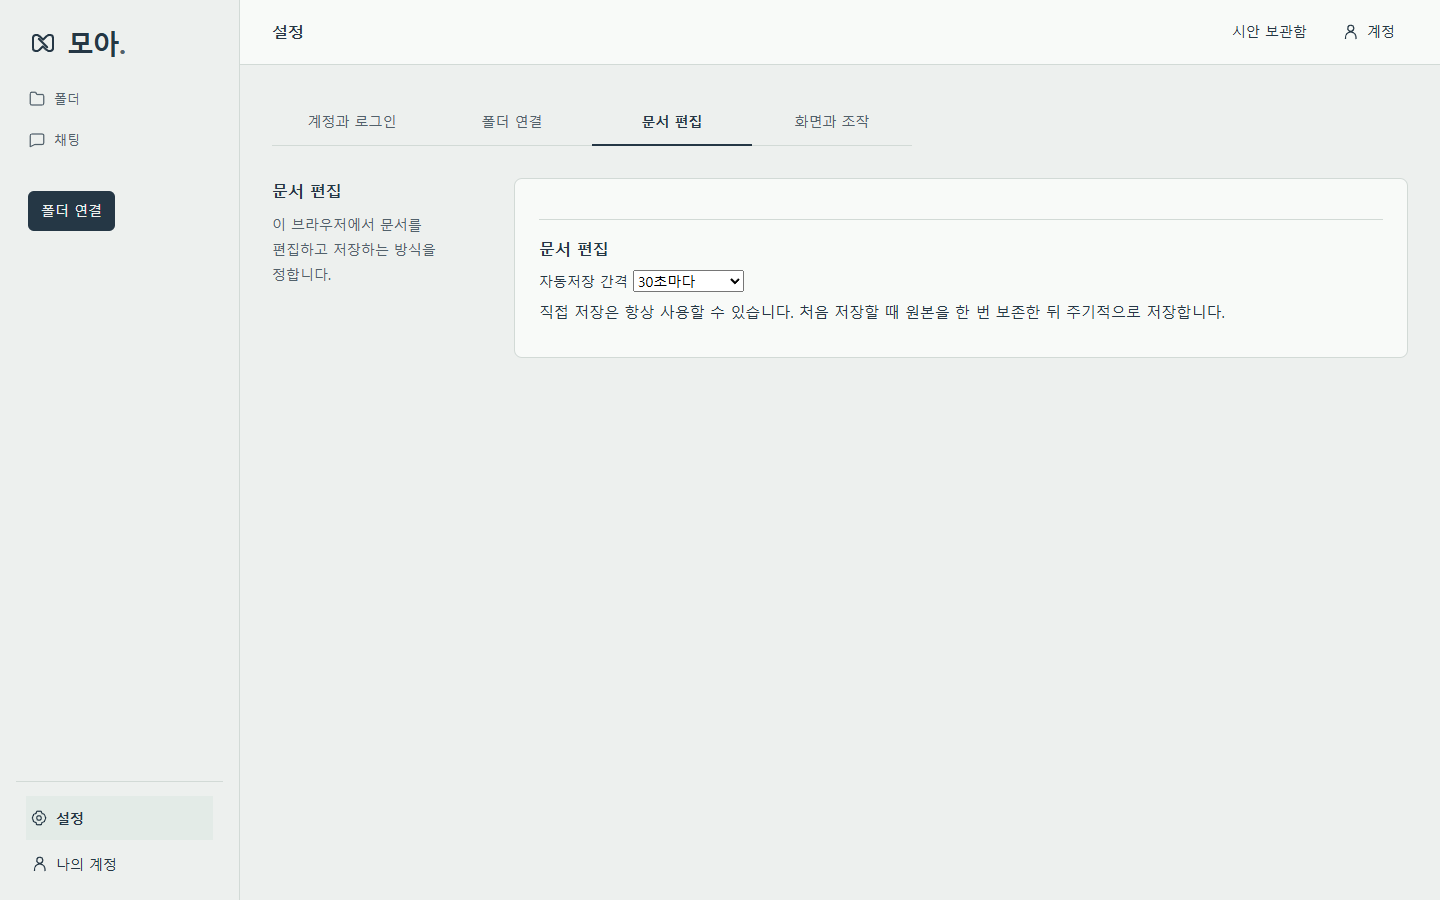 모아.
폴더
채팅
폴더 연결
설정
나의 계정
설정
시안 보관함
계정
계정과 로그인
폴더 연결
문서 편집
화면과 조작
문서 편집
이 브라우저에서 문서를
편집하고 저장하는 방식을
정합니다.
문서 편집
자동저장 간격 30초마다
직접 저장은 항상 사용할 수 있습니다. 처음 저장할 때 원본을 한 번 보존한 뒤 주기적으로 저장합니다.